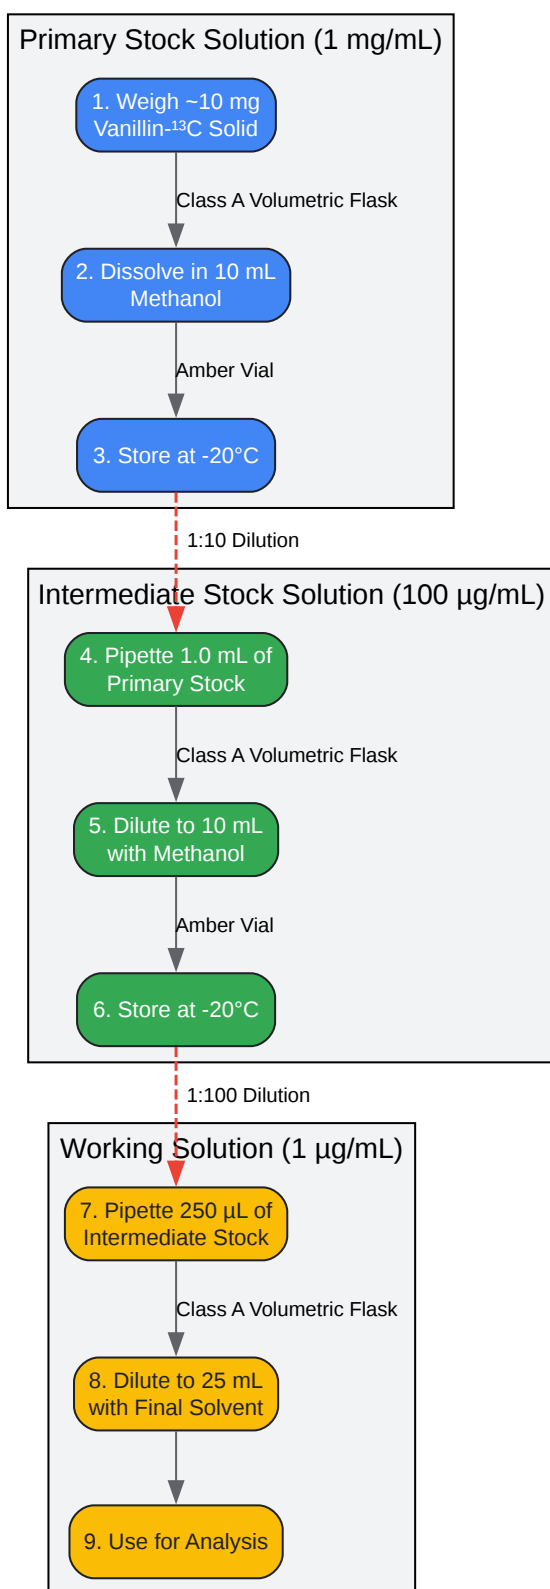 Primary Stock Solution (1 mg/mL)
1. Weigh ~10 mg
Vanillin-¹³C Solid
Class A Volumetric Flask
2. Dissolve in 10 mL
Methanol
Amber Vial
3. Store at -20°C
1:10 Dilution
Intermediate Stock Solution (100 µg/mL)
4. Pipette 1.0 mL of
Primary Stock
Class A Volumetric Flask
5. Dilute to 10 mL
with Methanol
Amber Vial
6. Store at -20°C
1:100 Dilution
Working Solution (1 µg/mL)
7. Pipette 250 µL of
Intermediate Stock
Class A Volumetric Flask
8. Dilute to 25 mL
with Final Solvent
9. Use for Analysis